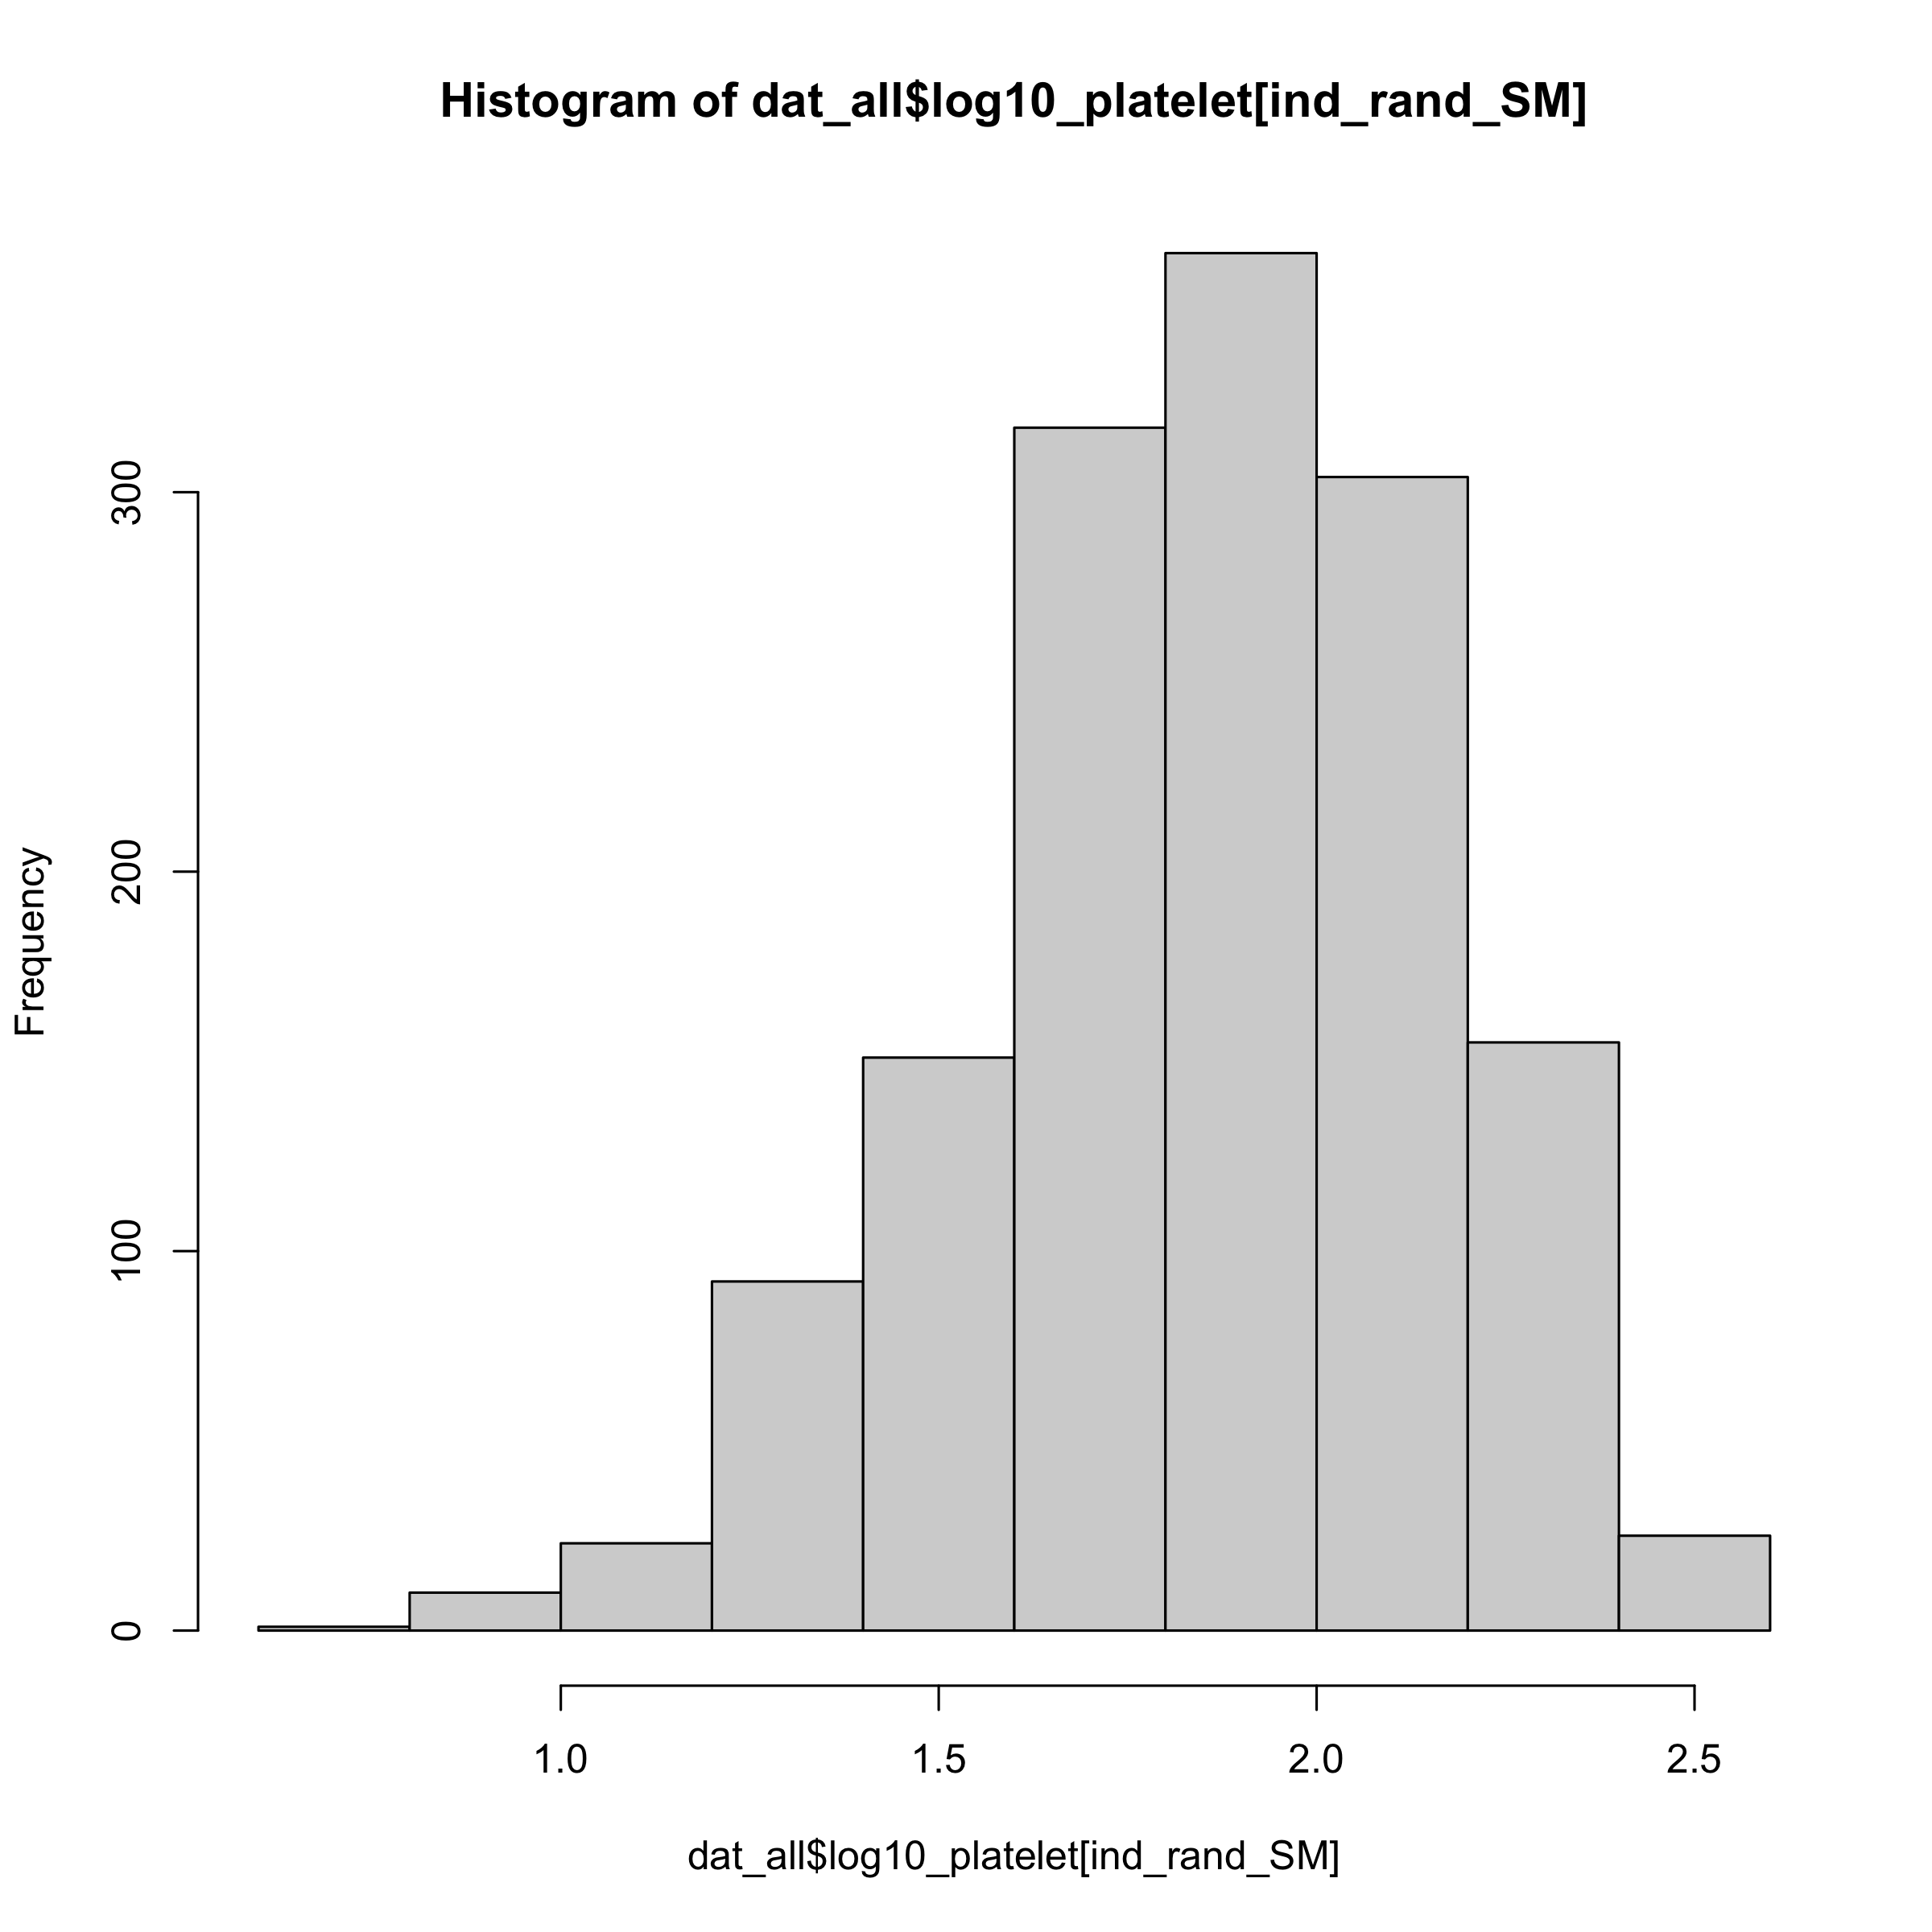 Histogram of dat_all$log10_platelet[ind_rand_SM]
Frequency
300
200
100
0
1.0 1.5 2.0 2.5
dat_all$log10_platelet[ind_rand_SM]